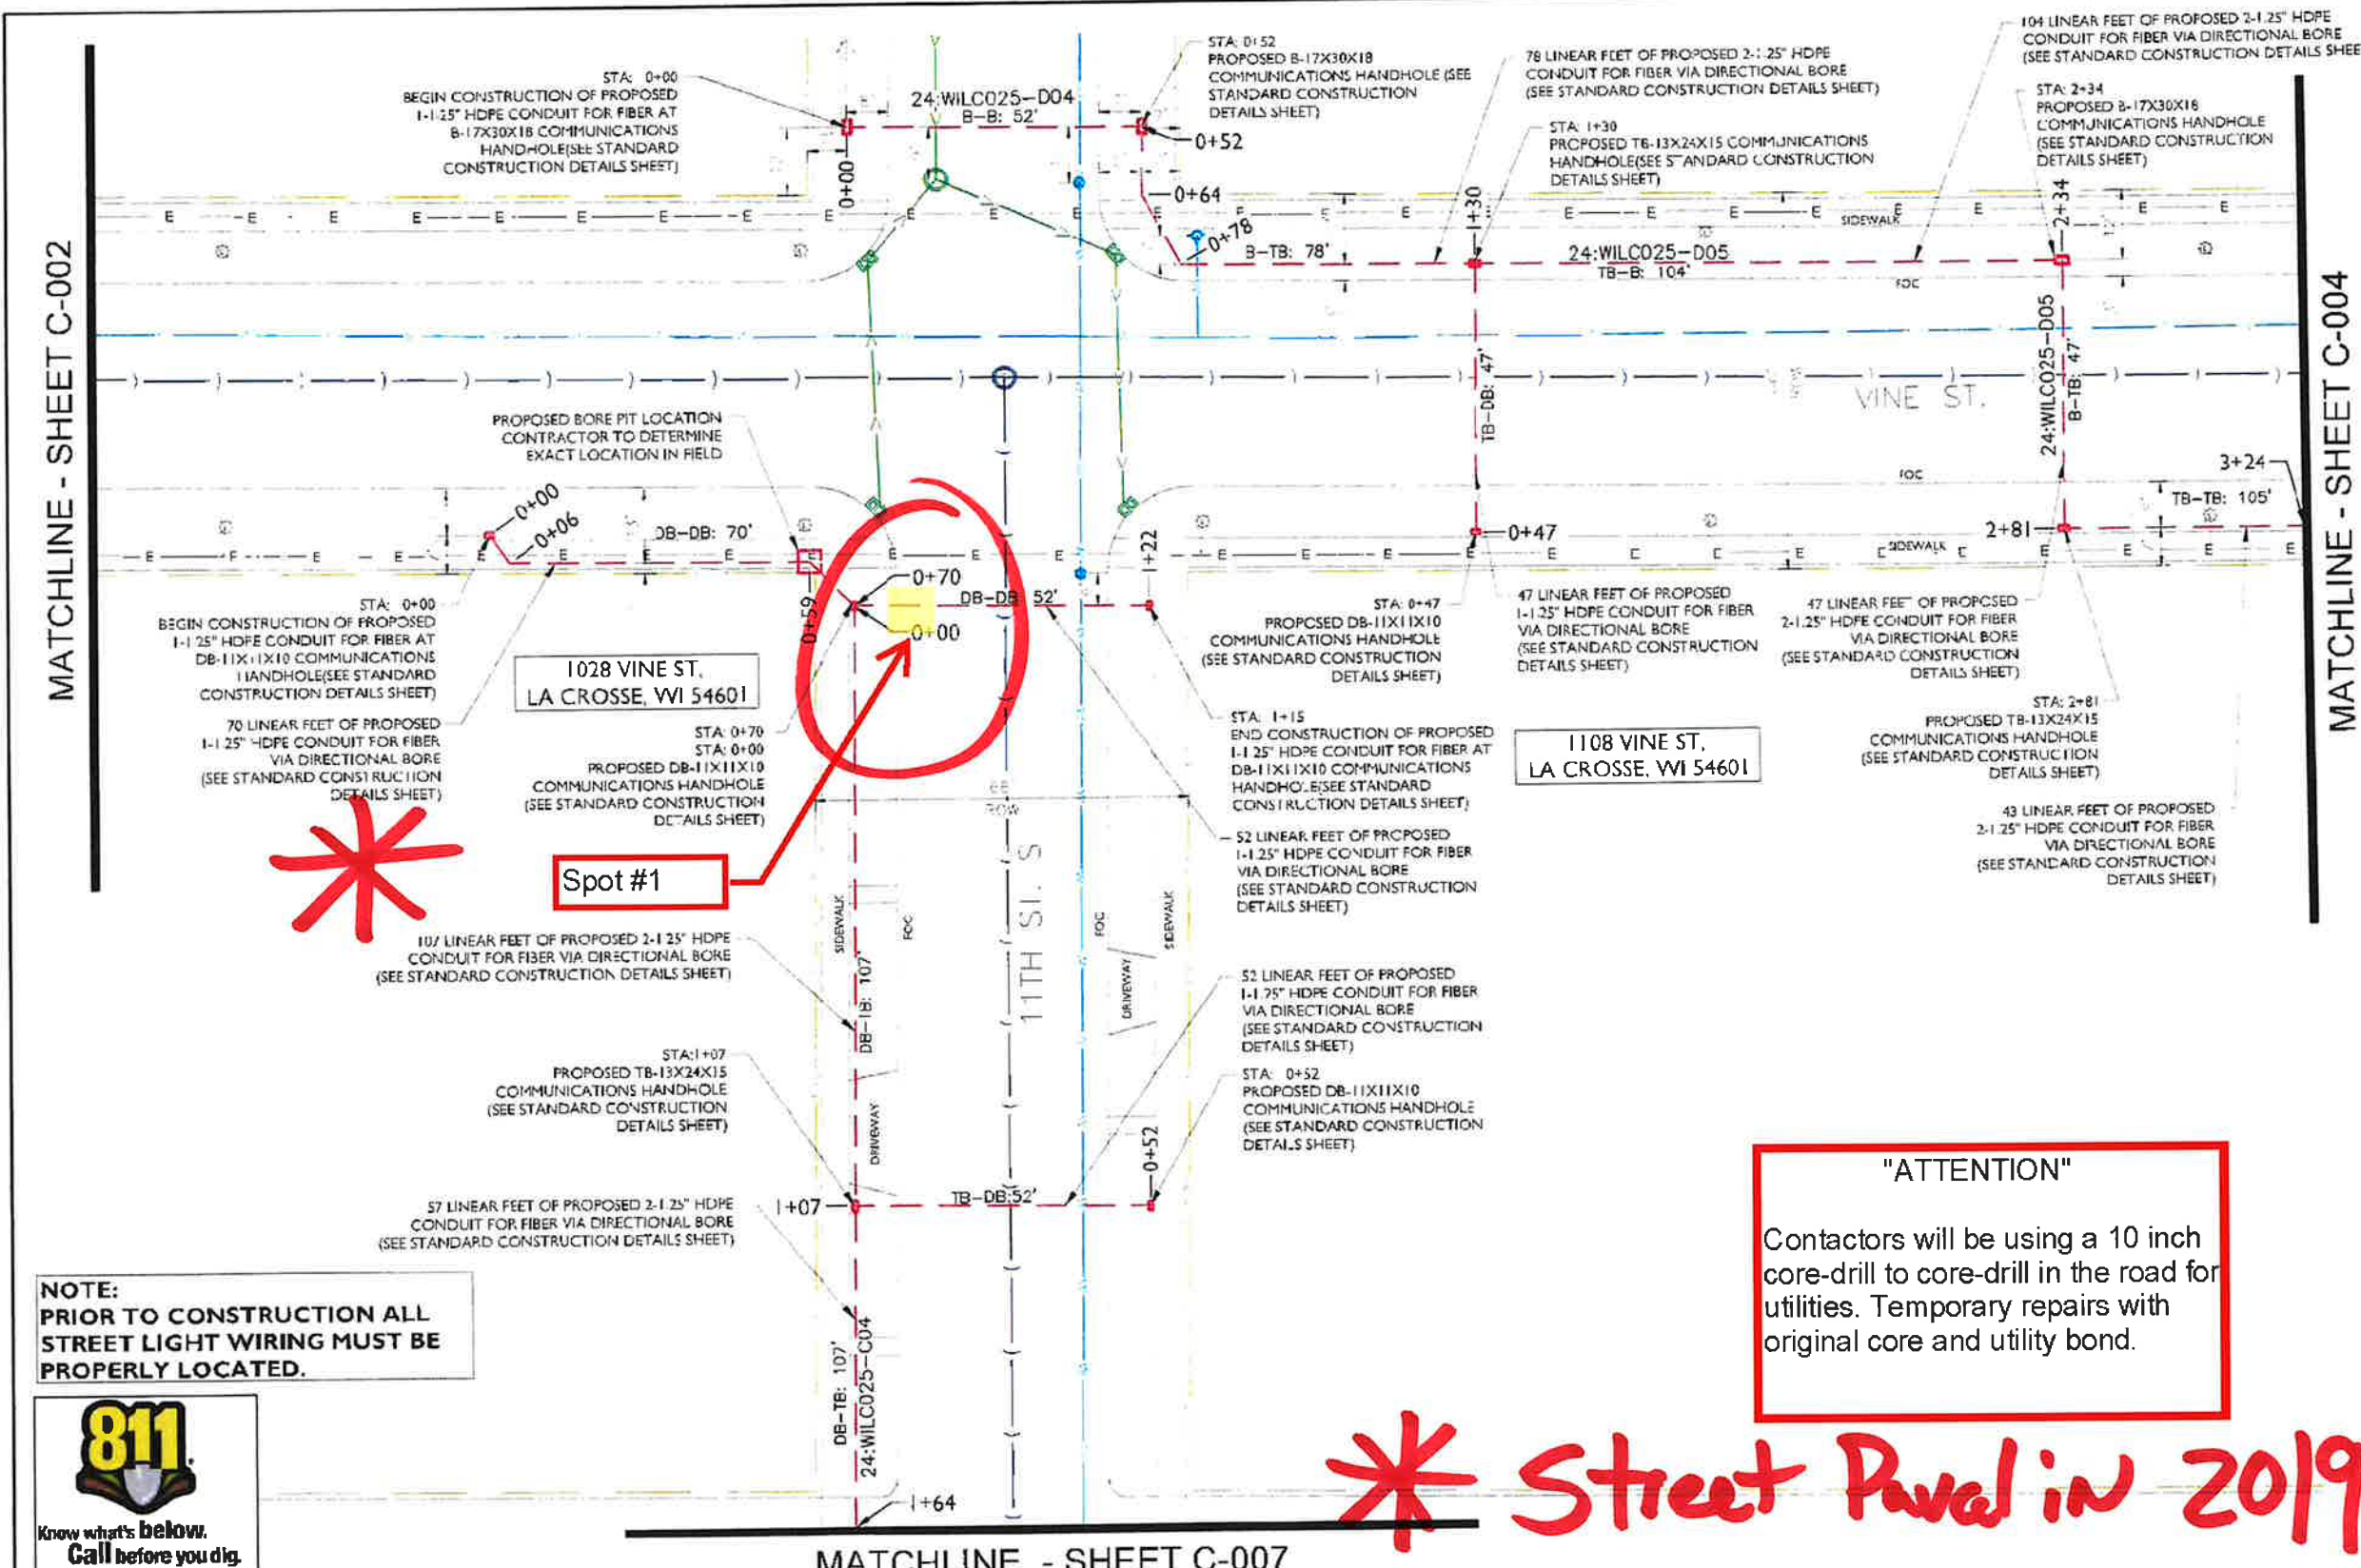 STA: 0+00
BEGIN CONSTRUCTION OF PROPOSED
1-1.25" HDPE CONDUIT FOR FIBER AT
B-17X30X18 COMMUNICATIONS
HANDHOLE(SEE STANDARD
CONSTRUCTION DETAILS SHEET)
24:WILC025-D04
B-B: 52'
STA: 0+52
PROPOSED B-17X30X18
COMMUNICATIONS HANDHOLE (SEE
STANDARD CONSTRUCTION
DETAILS SHEET)
78 LINEAR FEET OF PROPOSED 2-1.25" HDPE
CONDUIT FOR FIBER VIA DIRECTIONAL BORE
(SEE STANDARD CONSTRUCTION DETAILS SHEET)
STA: 1+30
PROPOSED TB-13X24X15 COMMUNICATIONS
HANDHOLE(SEE STANDARD CONSTRUCTION
DETAILS SHEET)
104 LINEAR FEET OF PROPOSED 2-1.25" HDPE
CONDUIT FOR FIBER VIA DIRECTIONAL BORE
(SEE STANDARD CONSTRUCTION DETAILS SHEE
STA: 2+34
PROPOSED B-17X30X18
COMMUNICATIONS HANDHOLE
(SEE STANDARD CONSTRUCTION
DETAILS SHEET)
0+00
0+52
0+64
0+78
1+30
2+34
SIDEWALK
B-TB: 78'
24:WILC025-D05
TB-B: 104'
FOC
MATCHLINE - SHEET C-002
MATCHLINE - SHEET C-004
24:WILC025-D05
B-TB: 47'
TB-DB: 47'
VINE ST.
PROPOSED BORE PIT LOCATION
CONTRACTOR TO DETERMINE
EXACT LOCATION IN FIELD
0+00
0+06
DB-DB: 70'
0+59
0+70
0+00
DB-DB 52'
1+22
0+47
FOC
2+81
SIDEWALK
3+24
TB-TB: 105'
STA: 0+00
BEGIN CONSTRUCTION OF PROPOSED
1-1.25" HDPE CONDUIT FOR FIBER AT
DB-11X11X10 COMMUNICATIONS
HANDHOLE(SEE STANDARD
CONSTRUCTION DETAILS SHEET)
70 LINEAR FEET OF PROPOSED
1-1.25" HDPE CONDUIT FOR FIBER
VIA DIRECTIONAL BORE
(SEE STANDARD CONSTRUCTION
DETAILS SHEET)
1028 VINE ST,
LA CROSSE, WI 54601
STA: 0+70
STA: 0+00
PROPOSED DB-11X11X10
COMMUNICATIONS HANDHOLE
(SEE STANDARD CONSTRUCTION
DETAILS SHEET)
Spot #1
STA: 0+47
PROPOSED DB-11X11X10
COMMUNICATIONS HANDHOLE
(SEE STANDARD CONSTRUCTION
DETAILS SHEET)
47 LINEAR FEET OF PROPOSED
1-1.25" HDPE CONDUIT FOR FIBER
VIA DIRECTIONAL BORE
(SEE STANDARD CONSTRUCTION
DETAILS SHEET)
47 LINEAR FEET OF PROPOSED
2-1.25" HDPE CONDUIT FOR FIBER
VIA DIRECTIONAL BORE
(SEE STANDARD CONSTRUCTION
DETAILS SHEET)
STA: 2+81
PROPOSED TB-13X24X15
COMMUNICATIONS HANDHOLE
(SEE STANDARD CONSTRUCTION
DETAILS SHEET)
43 LINEAR FEET OF PROPOSED
2-1.25" HDPE CONDUIT FOR FIBER
VIA DIRECTIONAL BORE
(SEE STANDARD CONSTRUCTION
DETAILS SHEET)
STA: 1+15
END CONSTRUCTION OF PROPOSED
1-1.25" HDPE CONDUIT FOR FIBER AT
DB-11X11X10 COMMUNICATIONS
HANDHOLE(SEE STANDARD
CONSTRUCTION DETAILS SHEET)
1108 VINE ST,
LA CROSSE, WI 54601
52 LINEAR FEET OF PROPOSED
1-1.25" HDPE CONDUIT FOR FIBER
VIA DIRECTIONAL BORE
(SEE STANDARD CONSTRUCTION
DETAILS SHEET)
ROW
11TH ST. S
SIDEWALK
FOC
FOC
SIDEWALK
DRIVEWAY
107 LINEAR FEET OF PROPOSED 2-1.25" HDPE
CONDUIT FOR FIBER VIA DIRECTIONAL BORE
(SEE STANDARD CONSTRUCTION DETAILS SHEET)
DB-TB: 107'
52 LINEAR FEET OF PROPOSED
1-1.25" HDPE CONDUIT FOR FIBER
VIA DIRECTIONAL BORE
(SEE STANDARD CONSTRUCTION
DETAILS SHEET)
STA:1+07
PROPOSED TB-13X24X15
COMMUNICATIONS HANDHOLE
(SEE STANDARD CONSTRUCTION
DETAILS SHEET)
DRIVEWAY
STA: 0+52
PROPOSED DB-11X11X10
COMMUNICATIONS HANDHOLE
(SEE STANDARD CONSTRUCTION
DETAILS SHEET)
57 LINEAR FEET OF PROPOSED 2-1.25" HDPE
CONDUIT FOR FIBER VIA DIRECTIONAL BORE
(SEE STANDARD CONSTRUCTION DETAILS SHEET)
1+07
TB-DB:52'
0+52
DB-TB: 107'
24:WILC025-C04
1+64
NOTE:
PRIOR TO CONSTRUCTION ALL
STREET LIGHT WIRING MUST BE
PROPERLY LOCATED.
811
Know what's below.
Call before you dig.
"ATTENTION"
Contactors will be using a 10 inch
core-drill to core-drill in the road for
utilities. Temporary repairs with
original core and utility bond.
* Street Paved in 2019
MATCHLINE - SHEET C-007